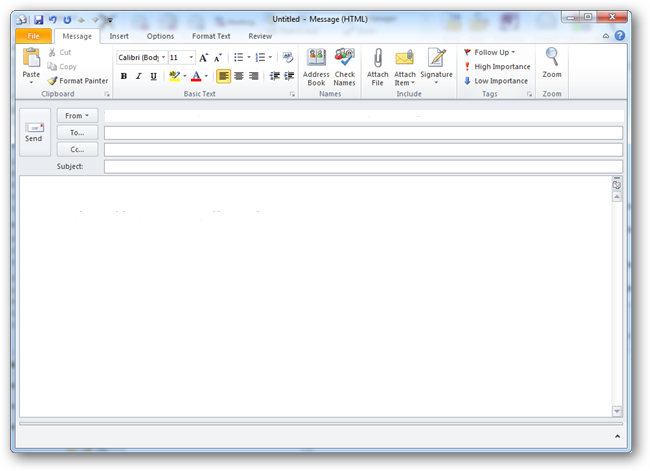 Untitled - Message (HTML)
File Message Insert Options Format Text Review
Paste
Cut
Copy
Format Painter
Clipboard
Calibri (Body 11
B I U
Basic Text
Address Book
Check Names
Names
Attach File
Attach Item
Signature
Include
Follow Up
High Importance
Low Importance
Tags
Zoom
Zoom
Send
From
To...
Cc...
Subject: